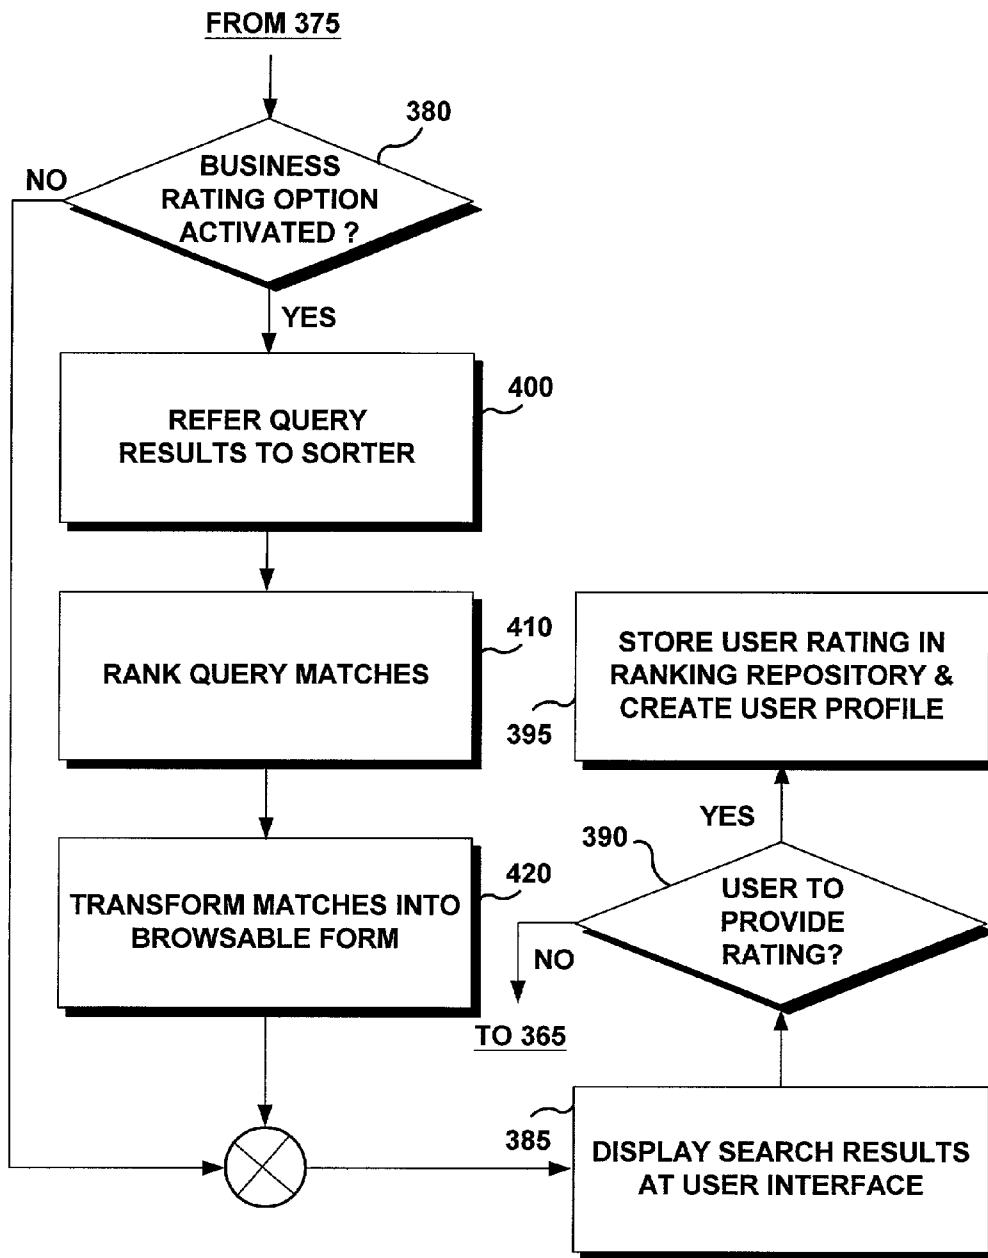 FROM 375
380
NO
BUSINESS
RATING OPTION
ACTIVATED ?
YES
400
REFER QUERY
RESULTS TO SORTER
410
RANK QUERY MATCHES
420
TRANSFORM MATCHES INTO
BROWSABLE FORM
385
DISPLAY SEARCH RESULTS
AT USER INTERFACE
390
USER TO
PROVIDE
RATING?
NO
TO 365
YES
395
STORE USER RATING IN
RANKING REPOSITORY &
CREATE USER PROFILE